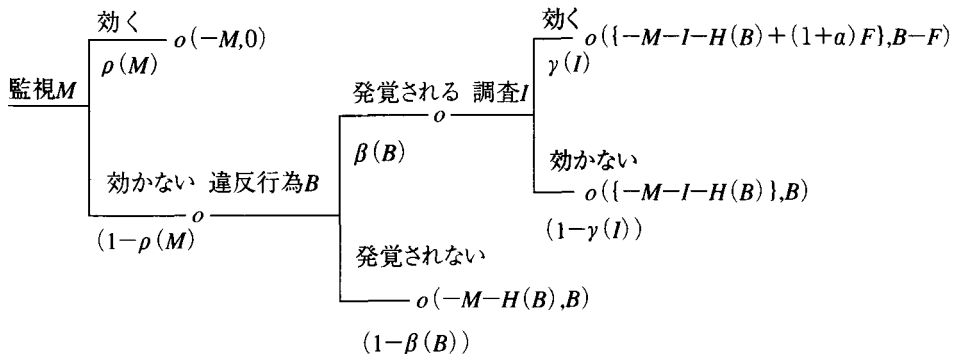 効く
o(−M,0)
ρ(M)
監視M
効かない 違反行為B
o
(1−ρ(M)
発覚される 調査I
o
β(B)
効く
o({−M−I−H(B)+(1+α)F},B−F)
γ(I)
効かない
o({−M−I−H(B)},B)
(1−γ(I))
発覚されない
o(−M−H(B),B)
(1−β(B))